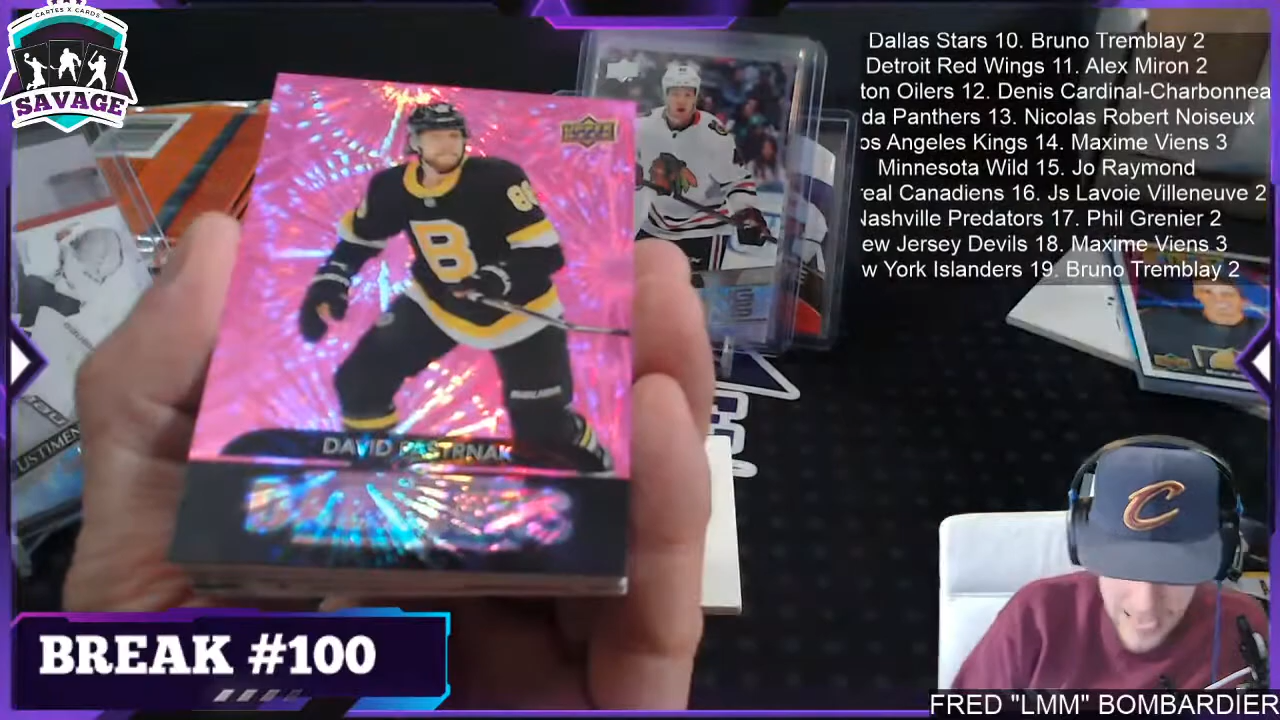 CARTES X CARDS
SAVAGE
Dallas Stars 10. Bruno Tremblay 2
Detroit Red Wings 11. Alex Miron 2
ton Oilers 12. Denis Cardinal-Charbonnea
da Panthers 13. Nicolas Robert Noiseux
os Angeles Kings 14. Maxime Viens 3
Minnesota Wild 15. Jo Raymond
real Canadiens 16. Js Lavoie Villeneuve 2
Nashville Predators 17. Phil Grenier 2
ew Jersey Devils 18. Maxime Viens 3
w York Islanders 19. Bruno Tremblay 2
UPPER
B
DAVID PASTRNAK
C
BREAK #100
FRED "LMM" BOMBARDIER